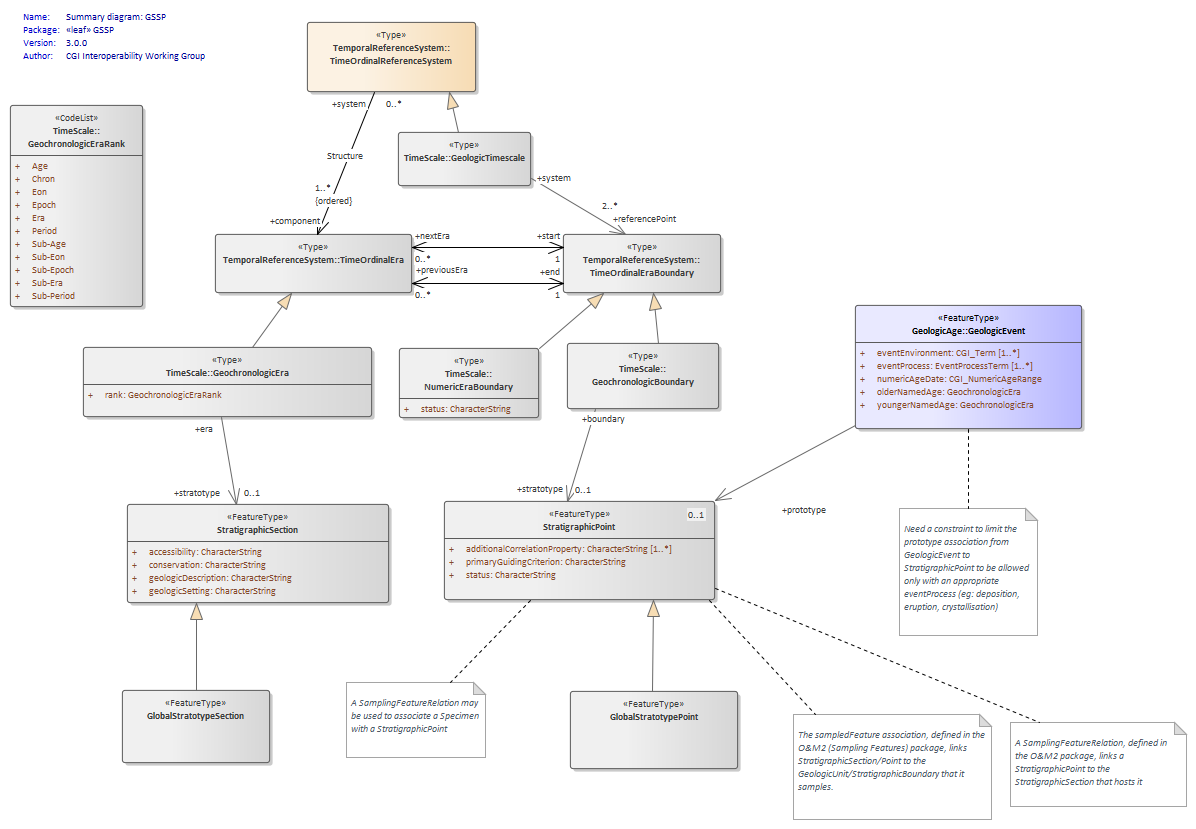 Name: Summary diagram: GSSP
Package: «leaf» GSSP
Version: 3.0.0
Author: CGI Interoperability Working Group
«Type»
TemporalReferenceSystem::
TimeOrdinalReferenceSystem
+system 0..*
Structure
1..*
{ordered}
+component
«CodeList»
TimeScale::
GeochronologicEraRank
+ Age
+ Chron
+ Eon
+ Epoch
+ Era
+ Period
+ Sub-Age
+ Sub-Eon
+ Sub-Epoch
+ Sub-Era
+ Sub-Period
«Type»
TimeScale::GeologicTimescale
+system
2..*
+referencePoint
«Type»
TemporalReferenceSystem::TimeOrdinalEra
+nextEra +start
0..* 1
+previousEra +end
0..* 1
«Type»
TemporalReferenceSystem::
TimeOrdinalEraBoundary
«Type»
TimeScale::GeochronologicEra
+ rank: GeochronologicEraRank
+era
+stratotype 0..1
«Type»
TimeScale::
NumericEraBoundary
+ status: CharacterString
«Type»
TimeScale::
GeochronologicBoundary
+boundary
+stratotype 0..1
«FeatureType»
GeologicAge::GeologicEvent
+ eventEnvironment: CGI_Term [1..*]
+ eventProcess: EventProcessTerm [1..*]
+ numericAgeDate: CGI_NumericAgeRange
+ olderNamedAge: GeochronologicEra
+ youngerNamedAge: GeochronologicEra
+prototype
0..1
«FeatureType»
StratigraphicSection
+ accessibility: CharacterString
+ conservation: CharacterString
+ geologicDescription: CharacterString
+ geologicSetting: CharacterString
«FeatureType»
StratigraphicPoint
+ additionalCorrelationProperty: CharacterString [1..*]
+ primaryGuidingCriterion: CharacterString
+ status: CharacterString
Need a constraint to limit the
prototype association from
GeologicEvent to
StratigraphicPoint to be allowed
only with an appropriate
eventProcess (eg: deposition,
eruption, crystallisation)
«FeatureType»
GlobalStratotypeSection
A SamplingFeatureRelation may
be used to associate a Specimen
with a StratigraphicPoint
«FeatureType»
GlobalStratotypePoint
The sampledFeature association, defined in the
O&M2 (Sampling Features) package, links
StratigraphicSection/Point to the
GeologicUnit/StratigraphicBoundary that it
samples.
A SamplingFeatureRelation, defined in
the O&M2 package, links a
StratigraphicPoint to the
StratigraphicSection that hosts it